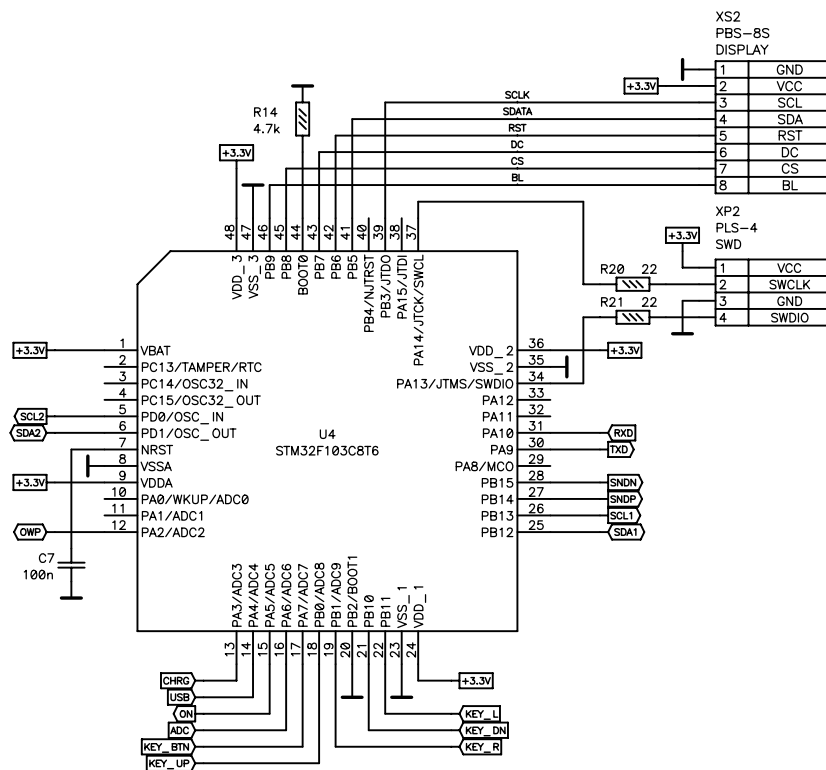 XS2
PBS-8S
DISPLAY
1 GND
+3.3V 2 VCC
SCLK 3 SCL
SDATA 4 SDA
RST 5 RST
DC 6 DC
CS 7 CS
BL 8 BL
R14
4.7k
+3.3V
XP2
PLS-4
SWD
+3.3V
1 VCC
R20 22 2 SWCLK
3 GND
R21 22 4 SWDIO
48 47 46 45 44 43 42 41 40 39 38 37
VDD_3
VSS_3
PB9
PB8
BOOT0
PB7
PB6
PB5
PB4/NJTRST
PB3/JTDO
PA15/JTDI
PA14/JTCK/SWCL
+3.3V 1 VBAT
2 PC13/TAMPER/RTC
3 PC14/OSC32_IN
4 PC15/OSC32_OUT
SCL2 5 PD0/OSC_IN
SDA2 6 PD1/OSC_OUT
7 NRST
8 VSSA
+3.3V 9 VDDA
10 PA0/WKUP/ADC0
11 PA1/ADC1
OWP 12 PA2/ADC2
U4
STM32F103C8T6
VDD_2 36 +3.3V
VSS_2 35
PA13/JTMS/SWDIO 34
PA12 33
PA11 32
PA10 31 RXD
PA9 30 TXD
PA8/MCO 29
PB15 28 SNDN
PB14 27 SNDP
PB13 26 SCL1
PB12 25 SDA1
C7
100n
PA3/ADC3
PA4/ADC4
PA5/ADC5
PA6/ADC6
PA7/ADC7
PB0/ADC8
PB1/ADC9
PB2/BOOT1
PB10
PB11
VSS_1
VDD_1
13 14 15 16 17 18 19 20 21 22 23 24
CHRG +3.3V
USB
ON KEY_L
ADC KEY_DN
KEY_BTN KEY_R
KEY_UP